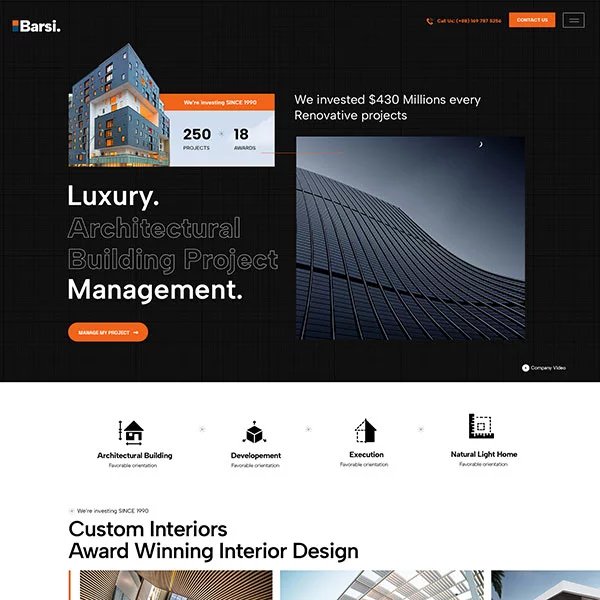 Barsi.
Call Us: (+88) 169 787 5256
CONTACT US
We're investing SINCE 1990
250
18
PROJECTS
AWARDS
We invested $430 Millions every
Renovative projects
Luxury.
Architectural
Building Project
Management.
MANAGE MY PROJECT
Company Video
Architectural Building
Favorable orientation
Developement
Favorable orientation
Execution
Favorable orientation
Natural Light Home
Favorable orientation
We're investing SINCE 1990
Custom Interiors
Award Winning Interior Design